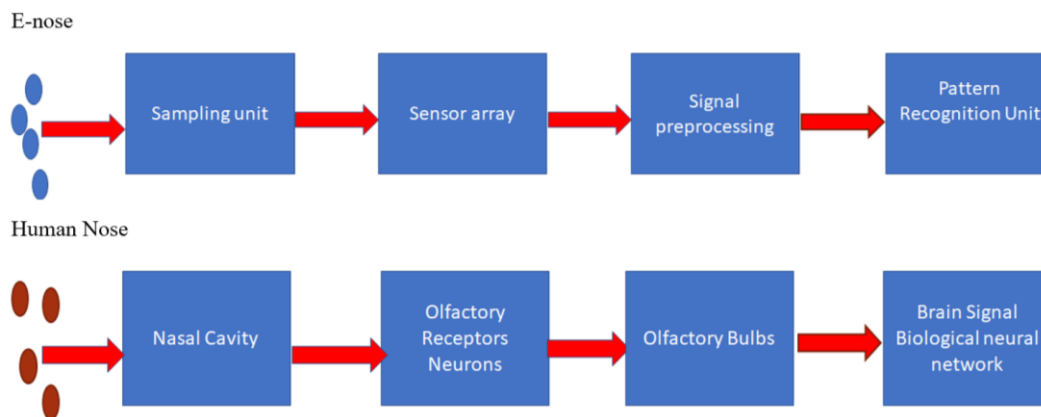 E-nose
Sampling unit
Sensor array
Signal
preprocessing
Pattern
Recognition Unit
Human Nose
Nasal Cavity
Olfactory
Receptors
Neurons
Olfactory Bulbs
Brain Signal
Biological neural
network